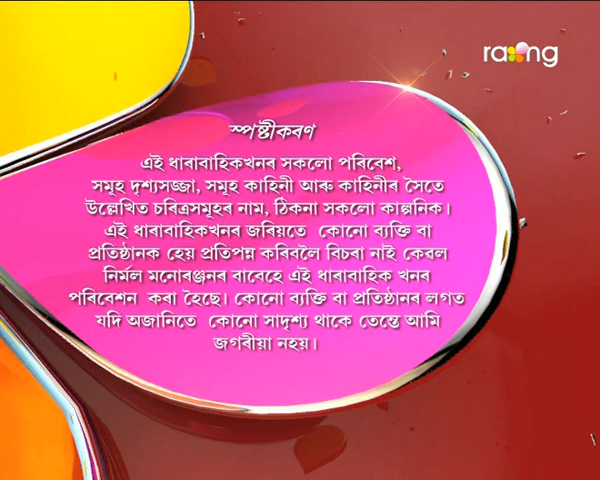 rang
স্পষ্টীকৰণ
এই ধাৰাবাহিকখনৰ সকলো পৰিবেশ,
সমূহ দৃশ্যসজ্জা, সমূহ কাহিনী আৰু কাহিনীৰ সৈতে
উল্লেখিত চৰিত্ৰসমূহৰ নাম, ঠিকনা সকলো কাল্পনিক।
এই ধাৰাবাহিকখনৰ জৰিয়তে কোনো ব্যক্তি বা
প্ৰতিষ্ঠানক হেয় প্ৰতিপন্ন কৰিবলৈ বিচৰা নাই কেৱল
নিৰ্মল মনোৰঞ্জনৰ বাবেহে এই ধাৰাবাহিক খনৰ
পৰিবেশন কৰা হৈছে। কোনো ব্যক্তি বা প্ৰতিষ্ঠানৰ লগত
যদি অজানিতে কোনো সাদৃশ্য থাকে তেন্তে আমি
জগৰীয়া নহয়।